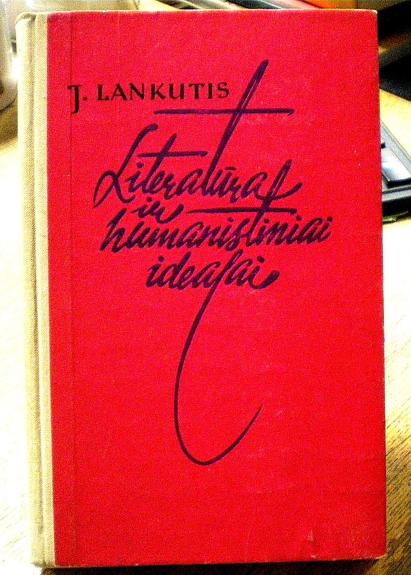 J. LANKUTIS
Literatūra
ir
humanistiniai
idealai